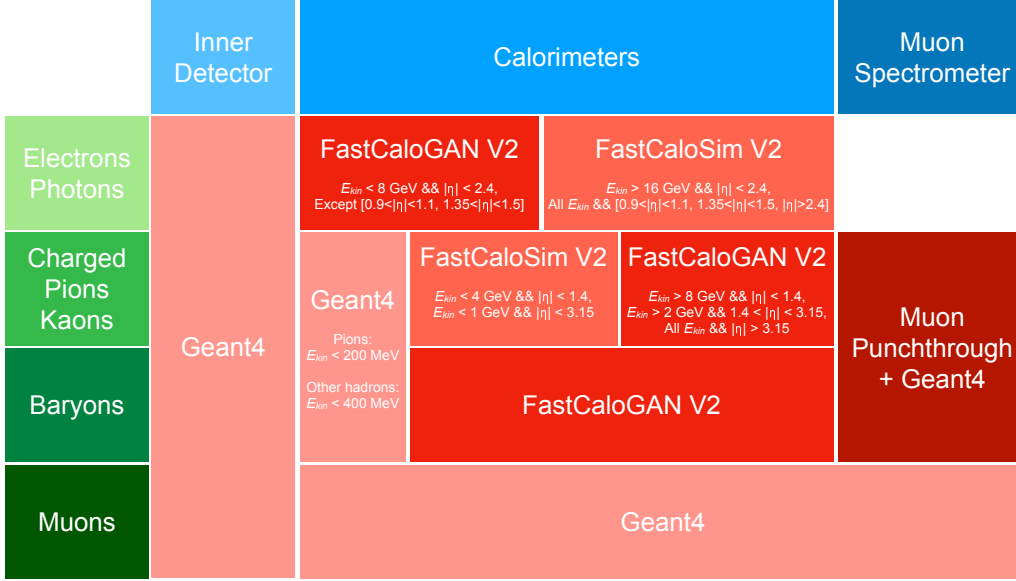 Inner
Detector
Calorimeters
Muon
Spectrometer
Electrons
Photons
FastCaloGAN V2
E_kin < 8 GeV && |η| < 2.4,
Except [0.9<|η|<1.1, 1.35<|η|<1.5]
FastCaloSim V2
E_kin > 16 GeV && |η| < 2.4,
All E_kin && [0.9<|η|<1.1, 1.35<|η|<1.5, |η|>2.4]
Charged
Pions
Kaons
Geant4
Geant4
Pions:
E_kin < 200 MeV
Other hadrons:
E_kin < 400 MeV
FastCaloSim V2
E_kin < 4 GeV && |η| < 1.4,
E_kin < 1 GeV && |η| < 3.15
FastCaloGAN V2
E_kin > 8 GeV && |η| < 1.4,
E_kin > 2 GeV && 1.4 < |η| < 3.15,
All E_kin && |η| > 3.15
Muon
Punchthrough
+ Geant4
Baryons
FastCaloGAN V2
Muons
Geant4